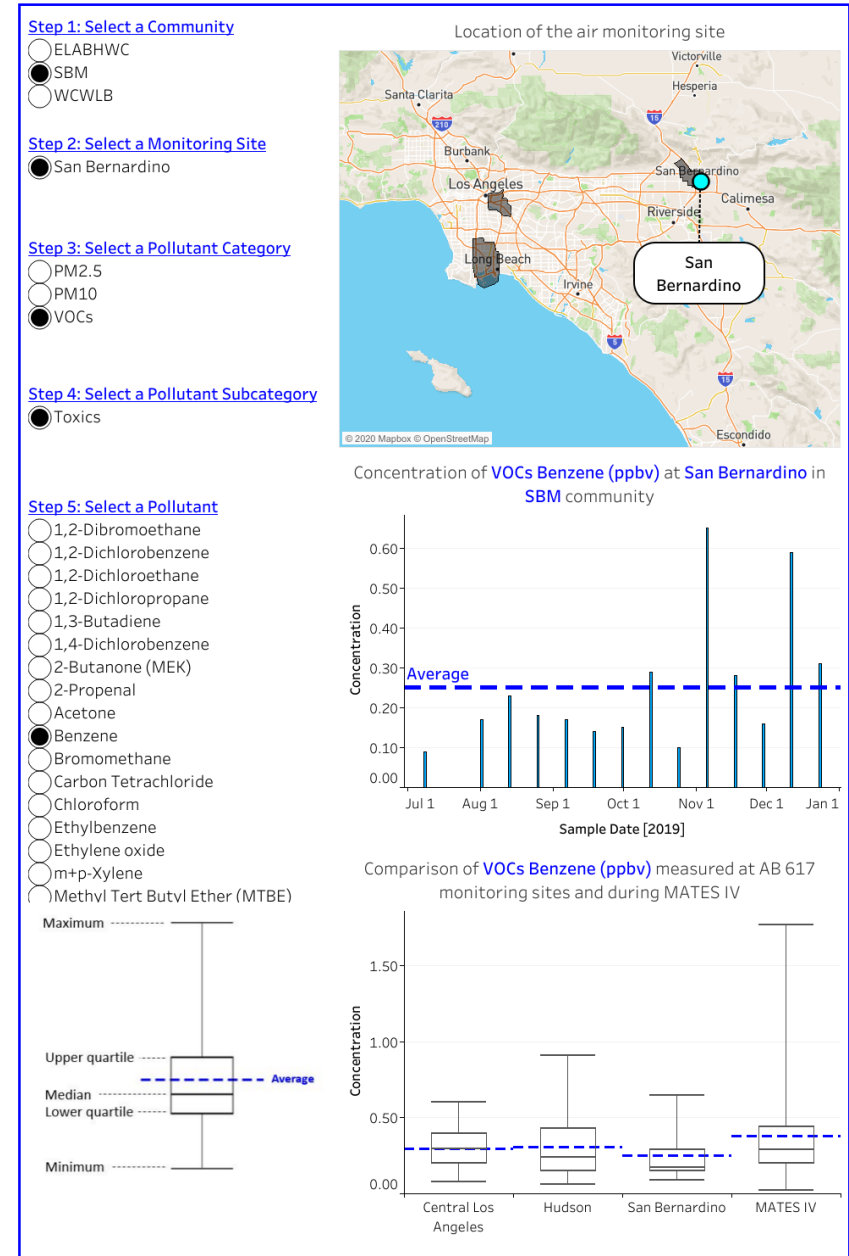 Step 1: Select a Community
ELABHWC
SBM
WCWLB
Step 2: Select a Monitoring Site
San Bernardino
Step 3: Select a Pollutant Category
PM2.5
PM10
VOCs
Step 4: Select a Pollutant Subcategory
Toxics
Step 5: Select a Pollutant
1,2-Dibromoethane
1,2-Dichlorobenzene
1,2-Dichloroethane
1,2-Dichloropropane
1,3-Butadiene
1,4-Dichlorobenzene
2-Butanone (MEK)
2-Propenal
Acetone
Benzene
Bromomethane
Carbon Tetrachloride
Chloroform
Ethylbenzene
Ethylene oxide
m+p-Xylene
Methyl Tert Butyl Ether (MTBE)
Maximum
Upper quartile
Average
Median
Lower quartile
Minimum
Location of the air monitoring site
Victorville
Santa Clarita
Hesperia
210
15
Burbank
San Bernardino
Los Angeles
Calimesa
Riverside
Long Beach
San
Bernardino
Irvine
5
15
Escondido
© 2020 Mapbox © OpenStreetMap
Concentration of VOCs Benzene (ppbv) at San Bernardino in
SBM community
Concentration
0.60
0.50
0.40
0.30
Average
0.20
0.10
0.00
Jul 1 Aug 1 Sep 1 Oct 1 Nov 1 Dec 1 Jan 1
Sample Date [2019]
Comparison of VOCs Benzene (ppbv) measured at AB 617
monitoring sites and during MATES IV
Concentration
1.50
1.00
0.50
0.00
Central Los
Angeles
Hudson
San Bernardino
MATES IV